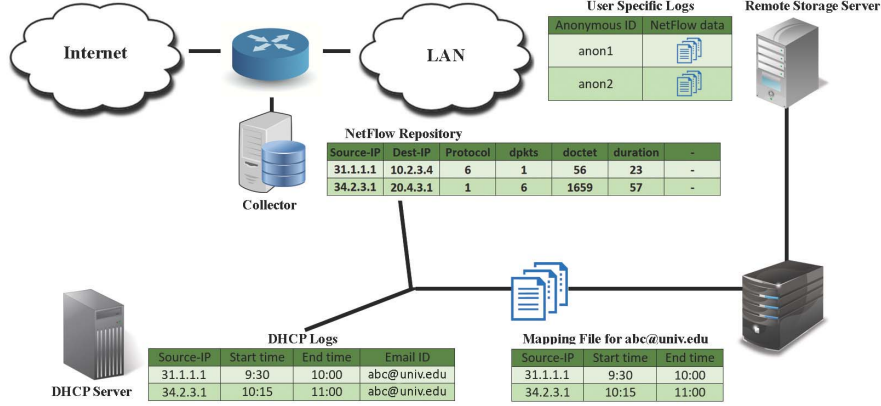 User Specific Logs
Remote Storage Server
Anonymous ID NetFlow data
anon1
anon2
Internet
LAN
NetFlow Repository
Source-IP Dest-IP Protocol dpkts doctet duration -
31.1.1.1 10.2.3.4 6 1 56 23 -
34.2.3.1 20.4.3.1 1 6 1659 57 -
Collector
DHCP Logs
Source-IP Start time End time Email ID
31.1.1.1 9:30 10:00 abc@univ.edu
34.2.3.1 10:15 11:00 abc@univ.edu
DHCP Server
Mapping File for abc@univ.edu
Source-IP Start time End time
31.1.1.1 9:30 10:00
34.2.3.1 10:15 11:00